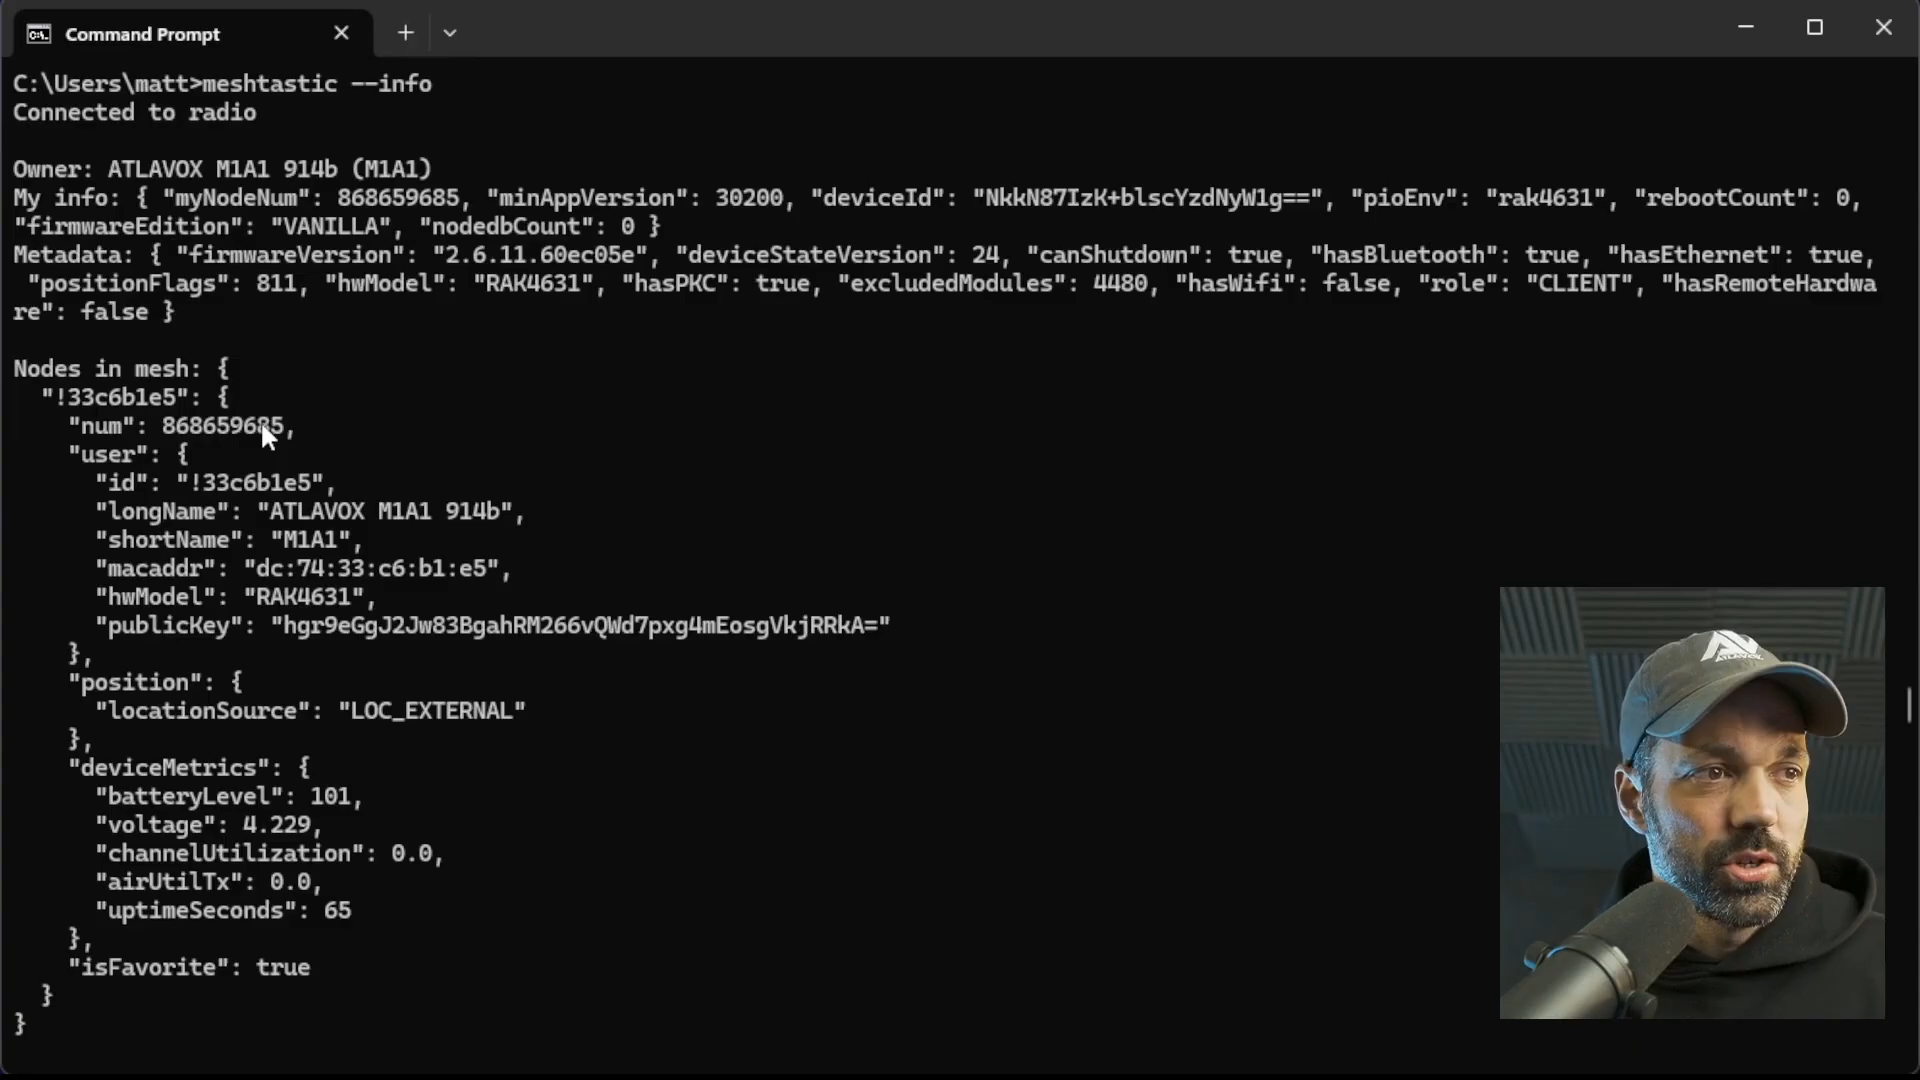 Command Prompt
C:\Users\matt>meshtastic --info
Connected to radio
Owner: ATLAVOX M1A1 914b (M1A1)
My info: { "myNodeNum": 868659685, "minAppVersion": 30200, "deviceId": "NkkN87IzK+blscYzdNyW1g==", "pioEnv": "rak4631", "rebootCount": 0,
"firmwareEdition": "VANILLA", "nodedbCount": 0 }
Metadata: { "firmwareVersion": "2.6.11.60ec05e", "deviceStateVersion": 24, "canShutdown": true, "hasBluetooth": true, "hasEthernet": true,
"positionFlags": 811, "hwModel": "RAK4631", "hasPKC": true, "excludedModules": 4480, "hasWifi": false, "role": "CLIENT", "hasRemoteHardwa
re": false }
Nodes in mesh: {
"!33c6b1e5": {
"num": 868659685,
"user": {
"id": "!33c6b1e5",
"longName": "ATLAVOX M1A1 914b",
"shortName": "M1A1",
"macaddr": "dc:74:33:c6:b1:e5",
"hwModel": "RAK4631",
"publicKey": "hgr9eGgJ2Jw83BgahRM266vQWd7pxg4mEosgVkjRRkA="
},
"position": {
"locationSource": "LOC_EXTERNAL"
},
"deviceMetrics": {
"batteryLevel": 101,
"voltage": 4.229,
"channelUtilization": 0.0,
"airUtilTx": 0.0,
"uptimeSeconds": 65
},
"isFavorite": true
}
}
ATLAVOX